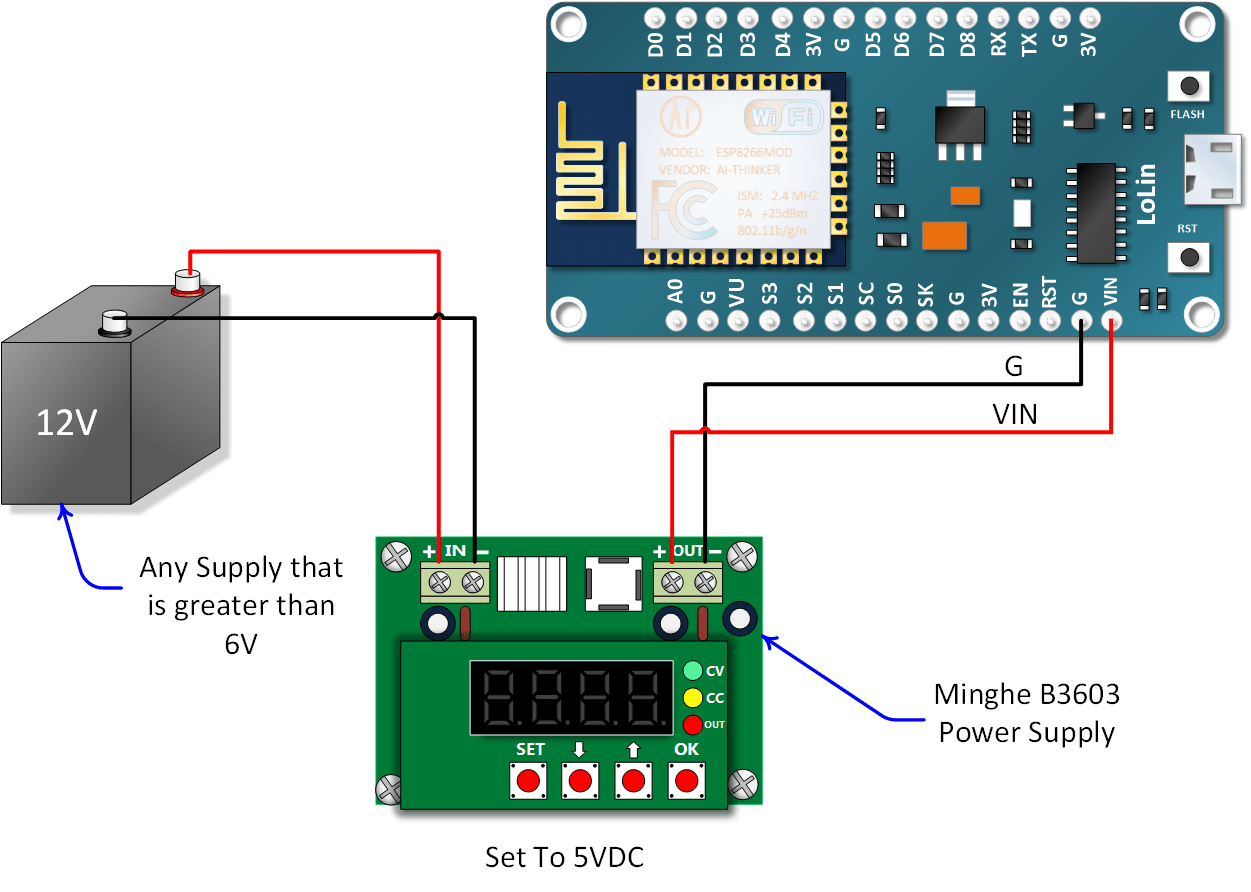 D0 D1 D2 D3 D4 3V G D5 D6 D7 D8 RX TX G 3V
FLASH
Ai
Wi Fi
MODEL: ESP8266MOD
VENDOR: AI-THINKER
FCC
ISM: 2.4 MHZ
PA +25dBm
802.11b/g/n
LoLin
RST
A0 G VU S3 S2 S1 SC S0 SK G 3V EN RST G VIN
G
VIN
12V
Any Supply that
is greater than
6V
+ IN −
+ OUT −
CV
CC
OUT
SET OK
Minghe B3603
Power Supply
Set To 5VDC